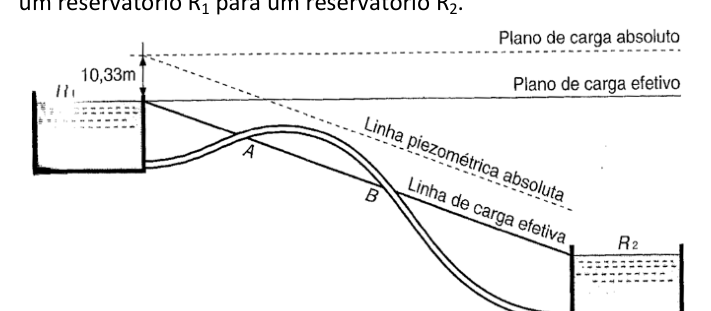 um reservatório R₁ para um reservatório R₂.
Plano de carga absoluto
10,33m
R₁
Plano de carga efetivo
Linha piezométrica absoluta
A
B
Linha de carga efetiva
R₂